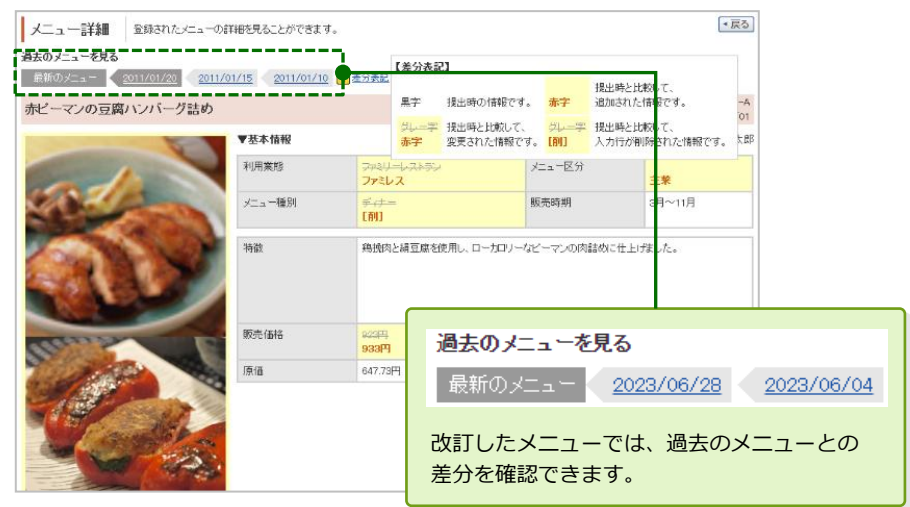 メニュー詳細 登録されたメニューの詳細を見ることができます。 戻る
過去のメニューを見る
最新のメニュー 2011/01/20 2011/01/15 2011/01/10 差分表記
【差分表記】
黒字 提出時の情報です。 赤字 提出時と比較して、
追加された情報です。
グレー字 提出時と比較して、 グレー字 提出時と比較して、
赤字 変更された情報です。 【削】 入力行が削除された情報です。
赤ピーマンの豆腐ハンバーグ詰め
-A
01
太郎
▼基本情報
利用業態 ファミリーレストラン メニュー区分
ファミレス 主菜
メニュー種別 ディナー 販売時期 3月～11月
【削】
特徴 鶏挽肉と絹豆腐を使用し、ローカロリーなピーマンの肉詰めに仕上げました。
販売価格 923円
933円
原価 647.73円
過去のメニューを見る
最新のメニュー 2023/06/28 2023/06/04
改訂したメニューでは、過去のメニューとの
差分を確認できます。